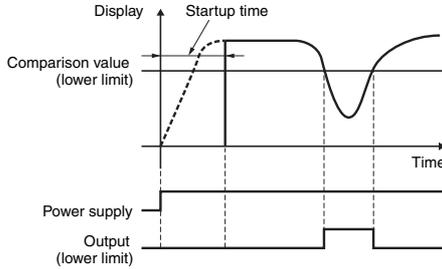 Display
Startup time
Comparison value
(lower limit)
Time
Power supply
Output
(lower limit)